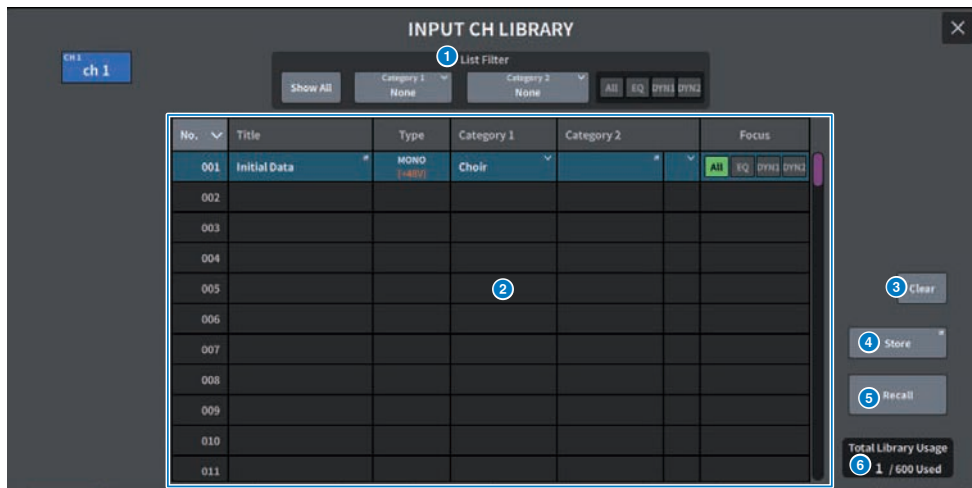 INPUT CH LIBRARY
CH 1
ch 1
1 List Filter
Show All
Category 1
None
Category 2
None
All EQ DYN1 DYN2
No. Title Type Category 1 Category 2 Focus
001 Initial Data MONO [+48V] Choir All EQ DYN1 DYN2
002
003
004
005 2
006
007
008
009
010
011
3 Clear
4 Store
5 Recall
Total Library Usage
6 1 / 600 Used